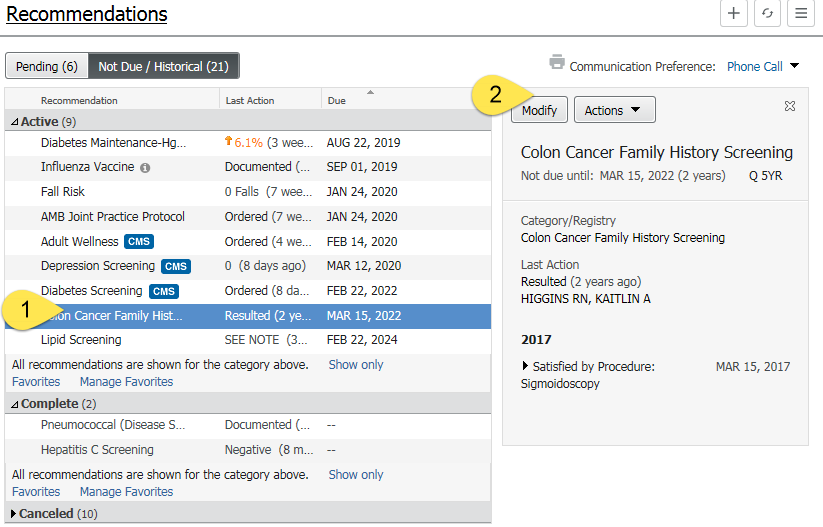 Recommendations
Pending (6) Not Due / Historical (21) Communication Preference: Phone Call
Recommendation Last Action Due
Active (9)
Diabetes Maintenance-Hg... 6.1% (3 wee... AUG 22, 2019
Influenza Vaccine Documented (... SEP 01, 2019
Fall Risk 0 Falls (7 wee... JAN 24, 2020
AMB Joint Practice Protocol Ordered (7 we... JAN 24, 2020
Adult Wellness CMS Ordered (4 we... FEB 14, 2020
Depression Screening CMS 0 (8 days ago) MAR 12, 2020
Diabetes Screening CMS Ordered (8 da... FEB 22, 2022
1 olon Cancer Family Hist... Resulted (2 ye... MAR 15, 2022
Lipid Screening SEE NOTE (3... FEB 22, 2024
All recommendations are shown for the category above. Show only
Favorites Manage Favorites
Complete (2)
Pneumococcal (Disease S... Documented (... --
Hepatitis C Screening Negative (8 m... --
All recommendations are shown for the category above. Show only
Favorites Manage Favorites
Canceled (10)
2
Modify Actions
Colon Cancer Family History Screening
Not due until: MAR 15, 2022 (2 years) Q 5YR
Category/Registry
Colon Cancer Family History Screening
Last Action
Resulted (2 years ago)
HIGGINS RN, KAITLIN A
2017
Satisfied by Procedure: MAR 15, 2017
Sigmoidoscopy